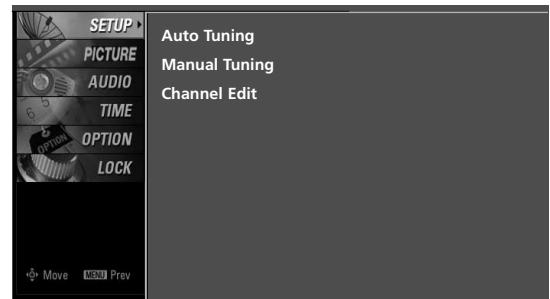 SETUP
PICTURE
AUDIO
TIME
OPTION
LOCK
Auto Tuning
Manual Tuning
Channel Edit
Move MENU Prev